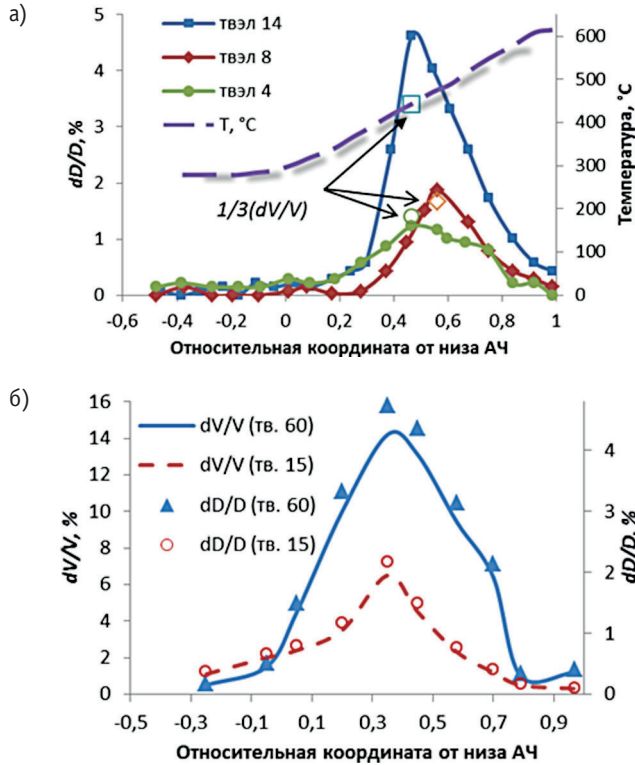 а)
твэл 14
твэл 8
твэл 4
T, °C
1/3(dV/V)
dD/D, %
5
4
3
2
1
0
Температура, °C
600
500
400
300
200
100
0
-0,6 -0,4 -0,2 0 0,2 0,4 0,6 0,8 1
Относительная координата от низа АЧ
б)
dV/V (тв. 60)
dV/V (тв. 15)
dD/D (тв. 60)
dD/D (тв. 15)
dV/V, %
16
14
12
10
8
6
4
2
0
dD/D, %
4
3
2
1
0
-0,5 -0,3 -0,1 0,1 0,3 0,5 0,7 0,9
Относительная координата от низа АЧ